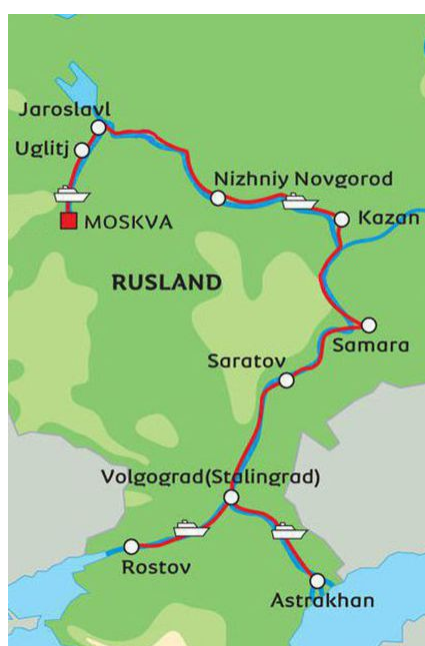 Jaroslavl
Uglitj
Nizhniy Novgorod
MOSKVA
Kazan
RUSLAND
Samara
Saratov
Volgograd(Stalingrad)
Rostov
Astrakhan